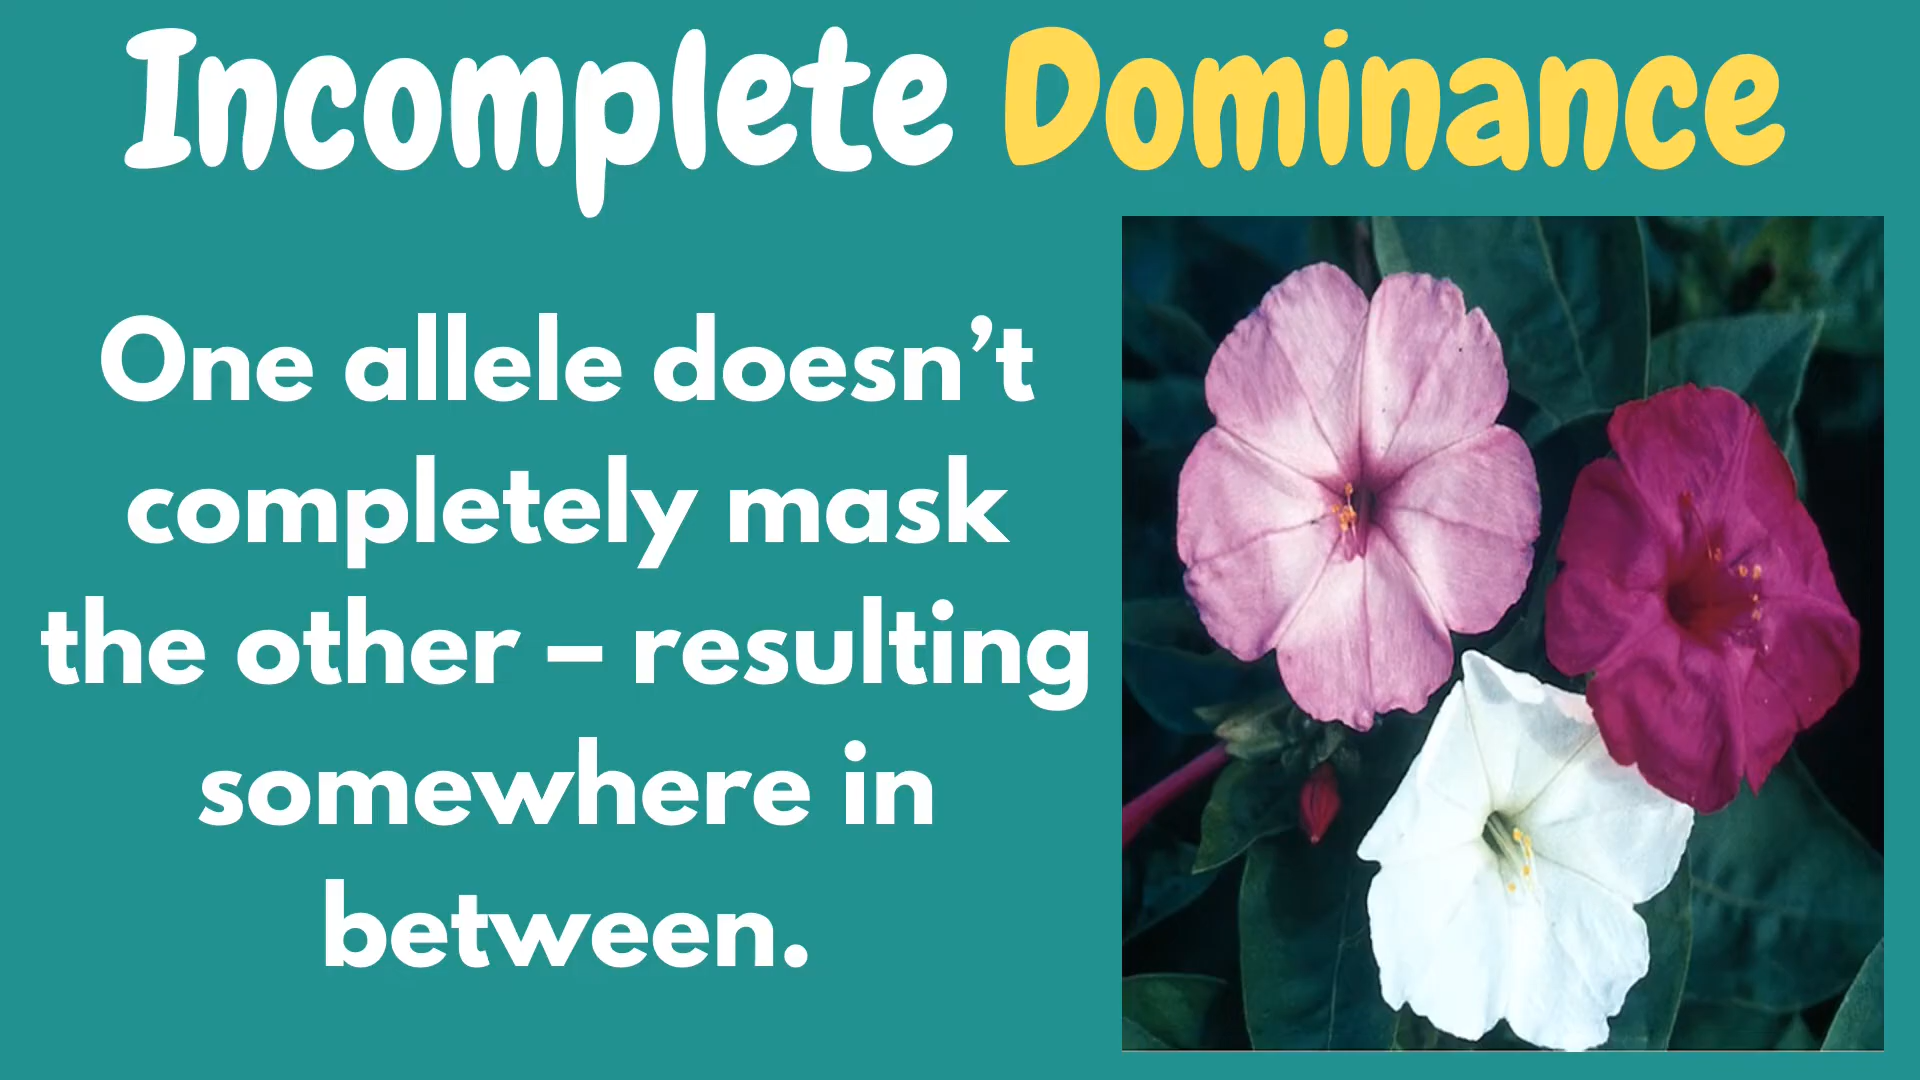 Incomplete Dominance
One allele doesn’t
completely mask
the other – resulting
somewhere in
between.